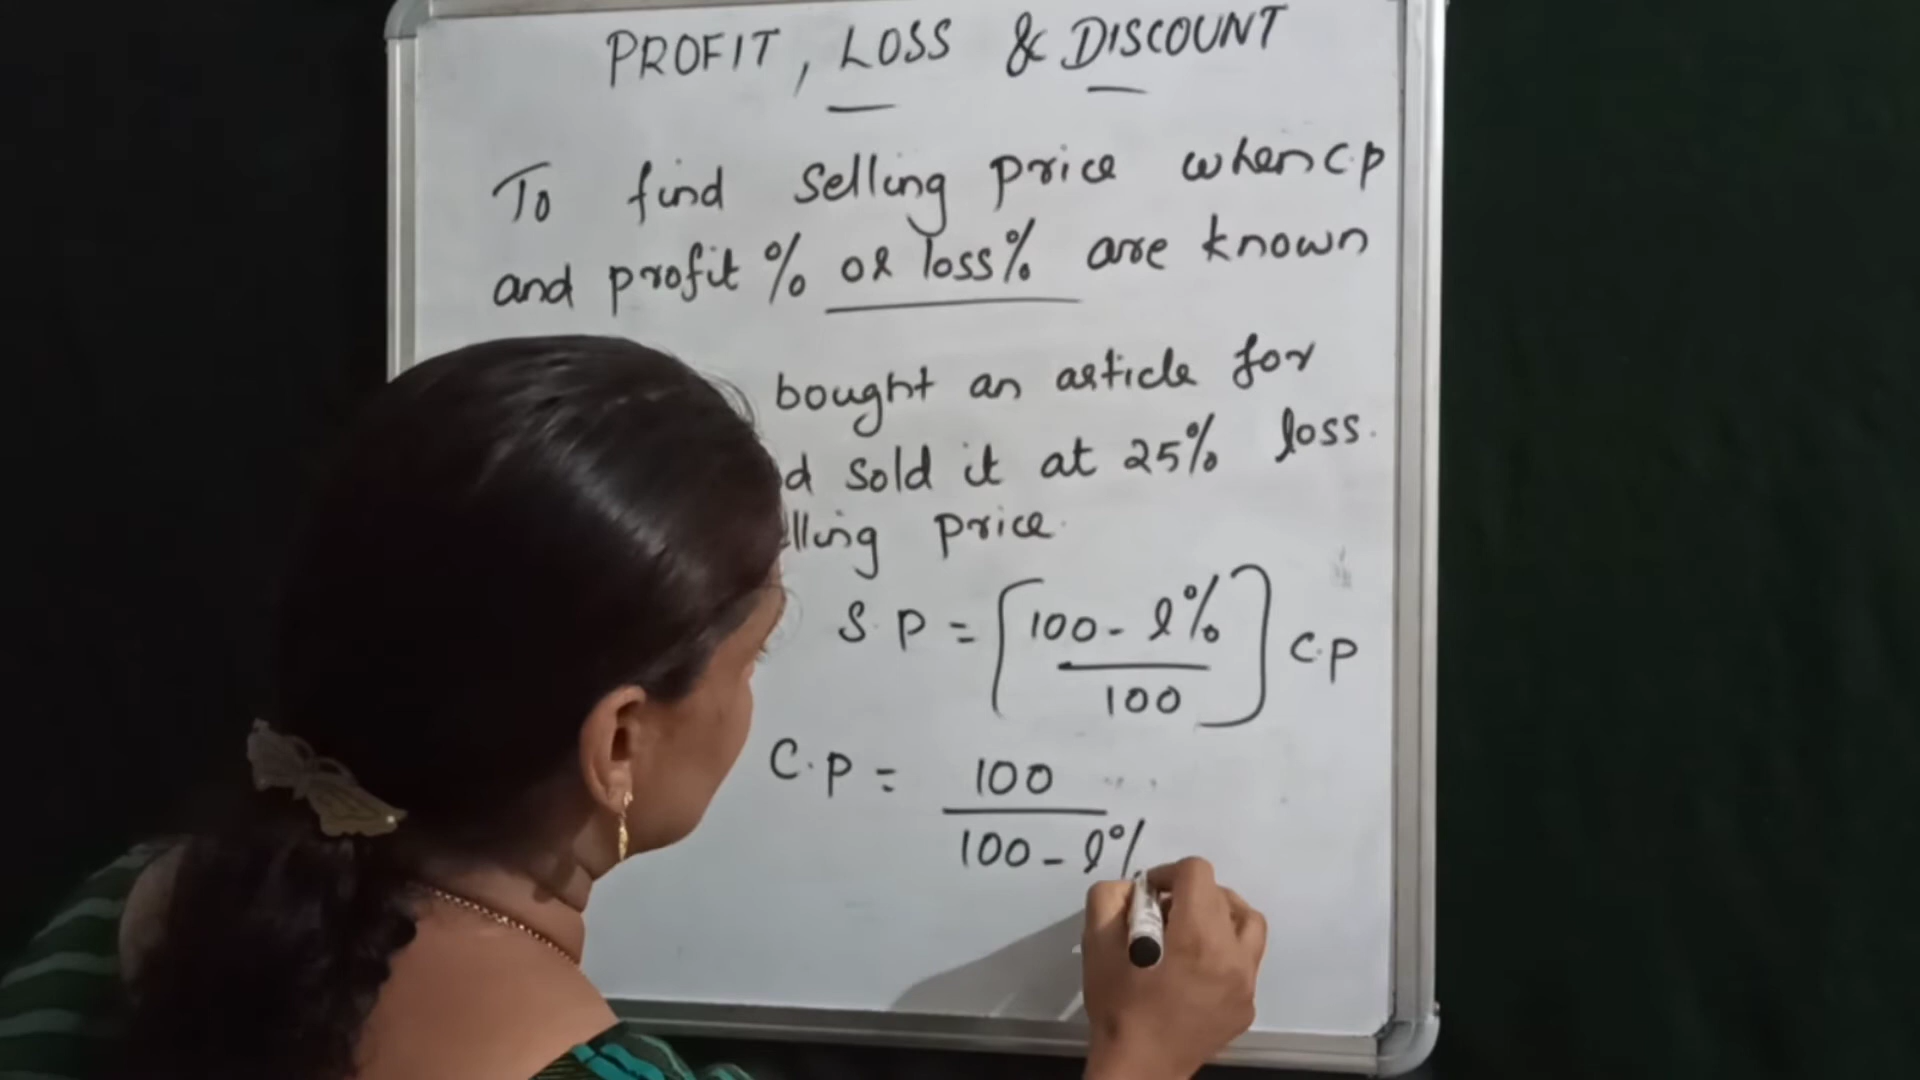 PROFIT, LOSS & DISCOUNT
To find selling price when C.P
and profit % or loss% are known
bought an article for
d sold it at 25% loss.
lling price.
S.P = [100 - l% / 100] C.P
C.P = 100 / 100 - l%